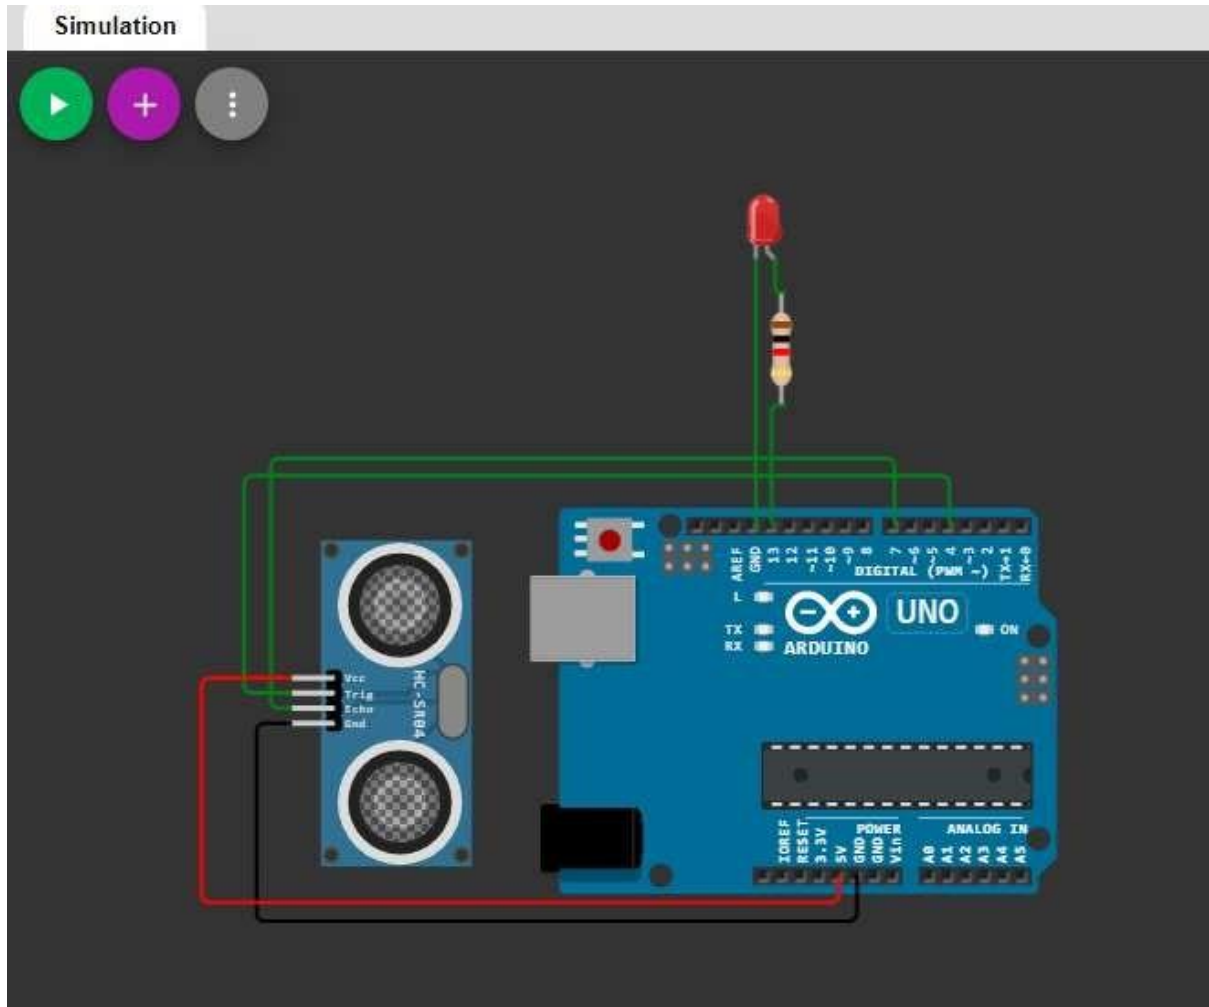 Simulation
AREF
GND
13
12
~11
~10
~9
8
7
~6
~5
4
~3
2
TX→1
RX←0
DIGITAL (PWM ~)
L
TX
RX
UNO
ON
ARDUINO
Vcc
Trig
Echo
Gnd
HC-SR04
IOREF
RESET
3.3V
5V
GND
GND
Vin
POWER
ANALOG IN
A0
A1
A2
A3
A4
A5